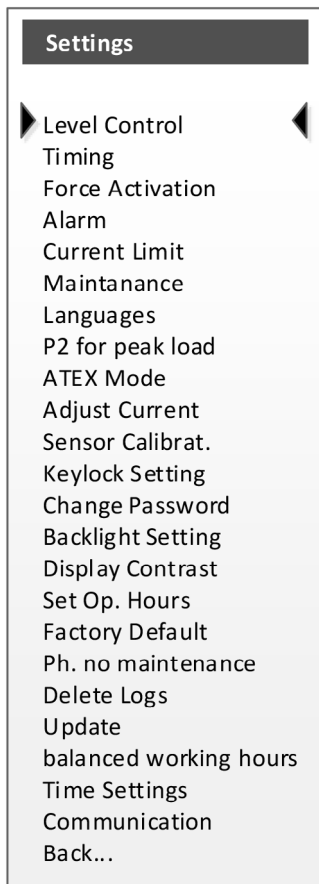 Settings
Level Control
Timing
Force Activation
Alarm
Current Limit
Maintanance
Languages
P2 for peak load
ATEX Mode
Adjust Current
Sensor Calibrat.
Keylock Setting
Change Password
Backlight Setting
Display Contrast
Set Op. Hours
Factory Default
Ph. no maintenance
Delete Logs
Update
balanced working hours
Time Settings
Communication
Back...